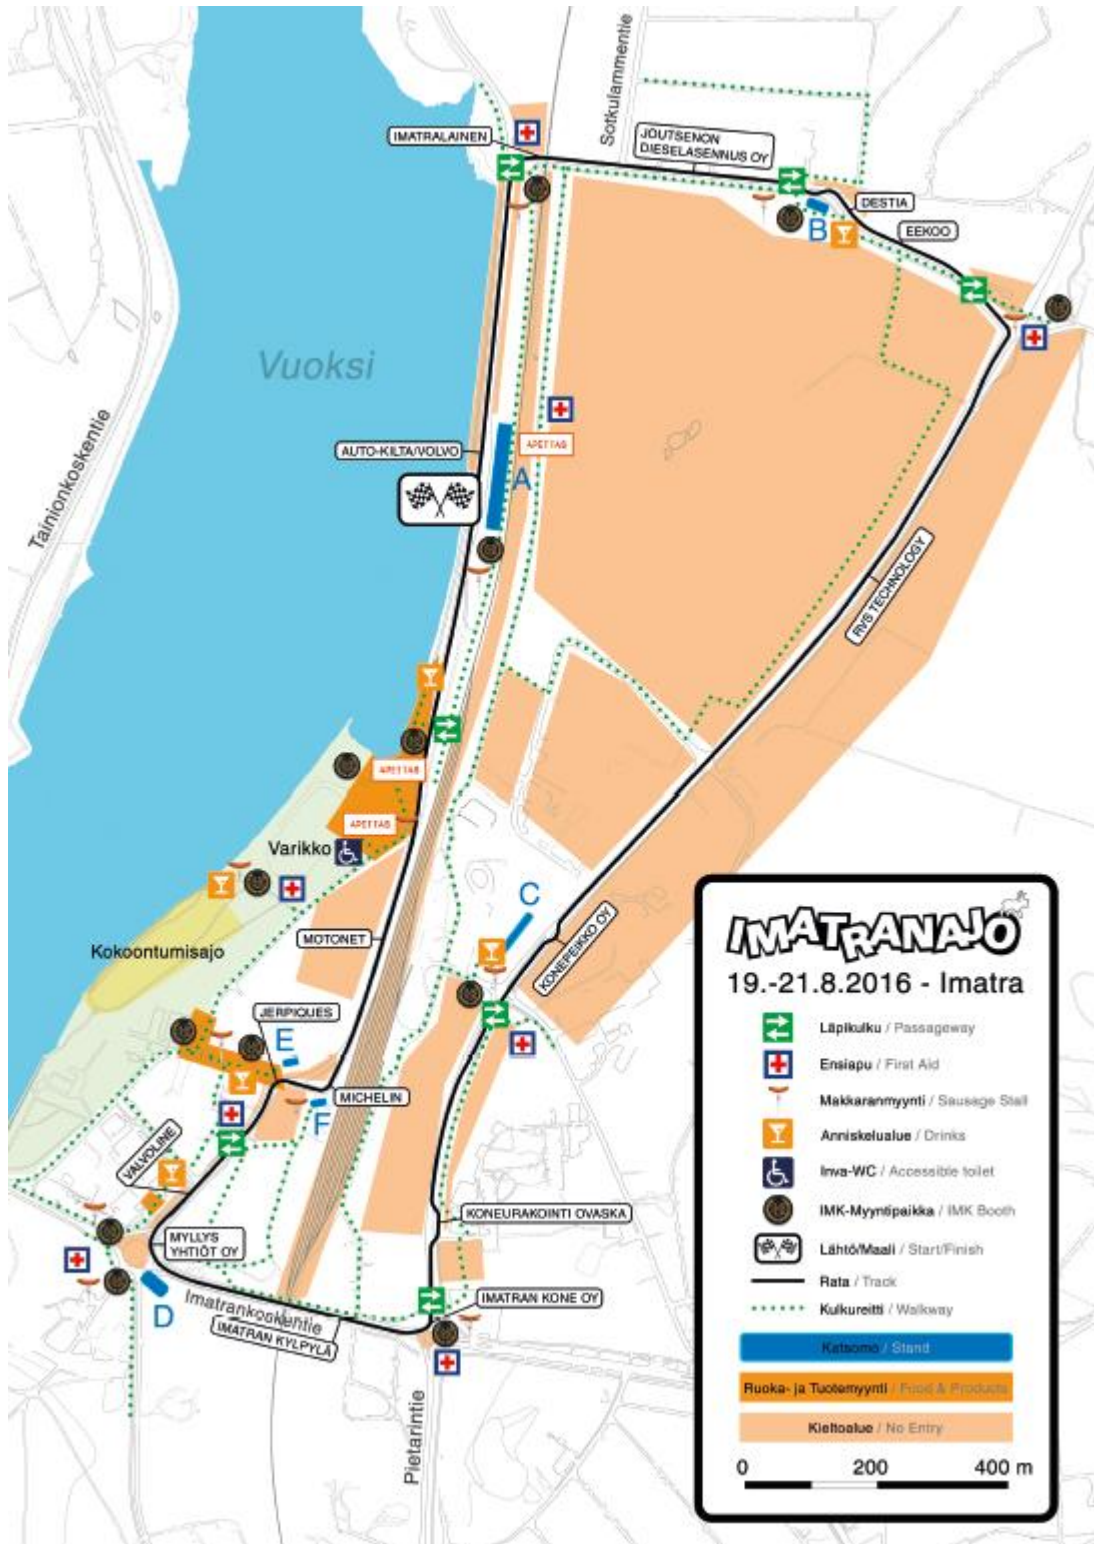 Sotkulammentie
IMATRALAINEN
JOUTSENON
DIESELASENNUS OY
DESTIA
B
EEKOO
Vuoksi
Tainionkoskentie
AUTO-KILTA/VOLVO
APETTAS
A
RVS TECHNOLOGY
APETTAS
APETTAS
Varikko
C
KONEPEIKKO OY
MOTONET
Kokoontumisajo
JERPIQUES
E
MICHELIN
F
VALVOLINE
KONEURAKOINTI OVASKA
MYLLYS
YHTIÖT OY
D
Imatrankoskentie
IMATRAN KYLPYLÄ
IMATRAN KONE OY
Pietarintie
IMATRANAJO
19.-21.8.2016 - Imatra
Läpikulku / Passageway
Ensiapu / First Aid
Makkaranmyynti / Sausage Stall
Anniskelualue / Drinks
Inva-WC / Accessible toilet
IMK-Myyntipaikka / IMK Booth
Lähtö/Maali / Start/Finish
Rata / Track
Kulkureitti / Walkway
Katsomo / Stand
Ruoka- ja Tuotemyynti / Food & Products
Kieltoalue / No Entry
0 200 400 m